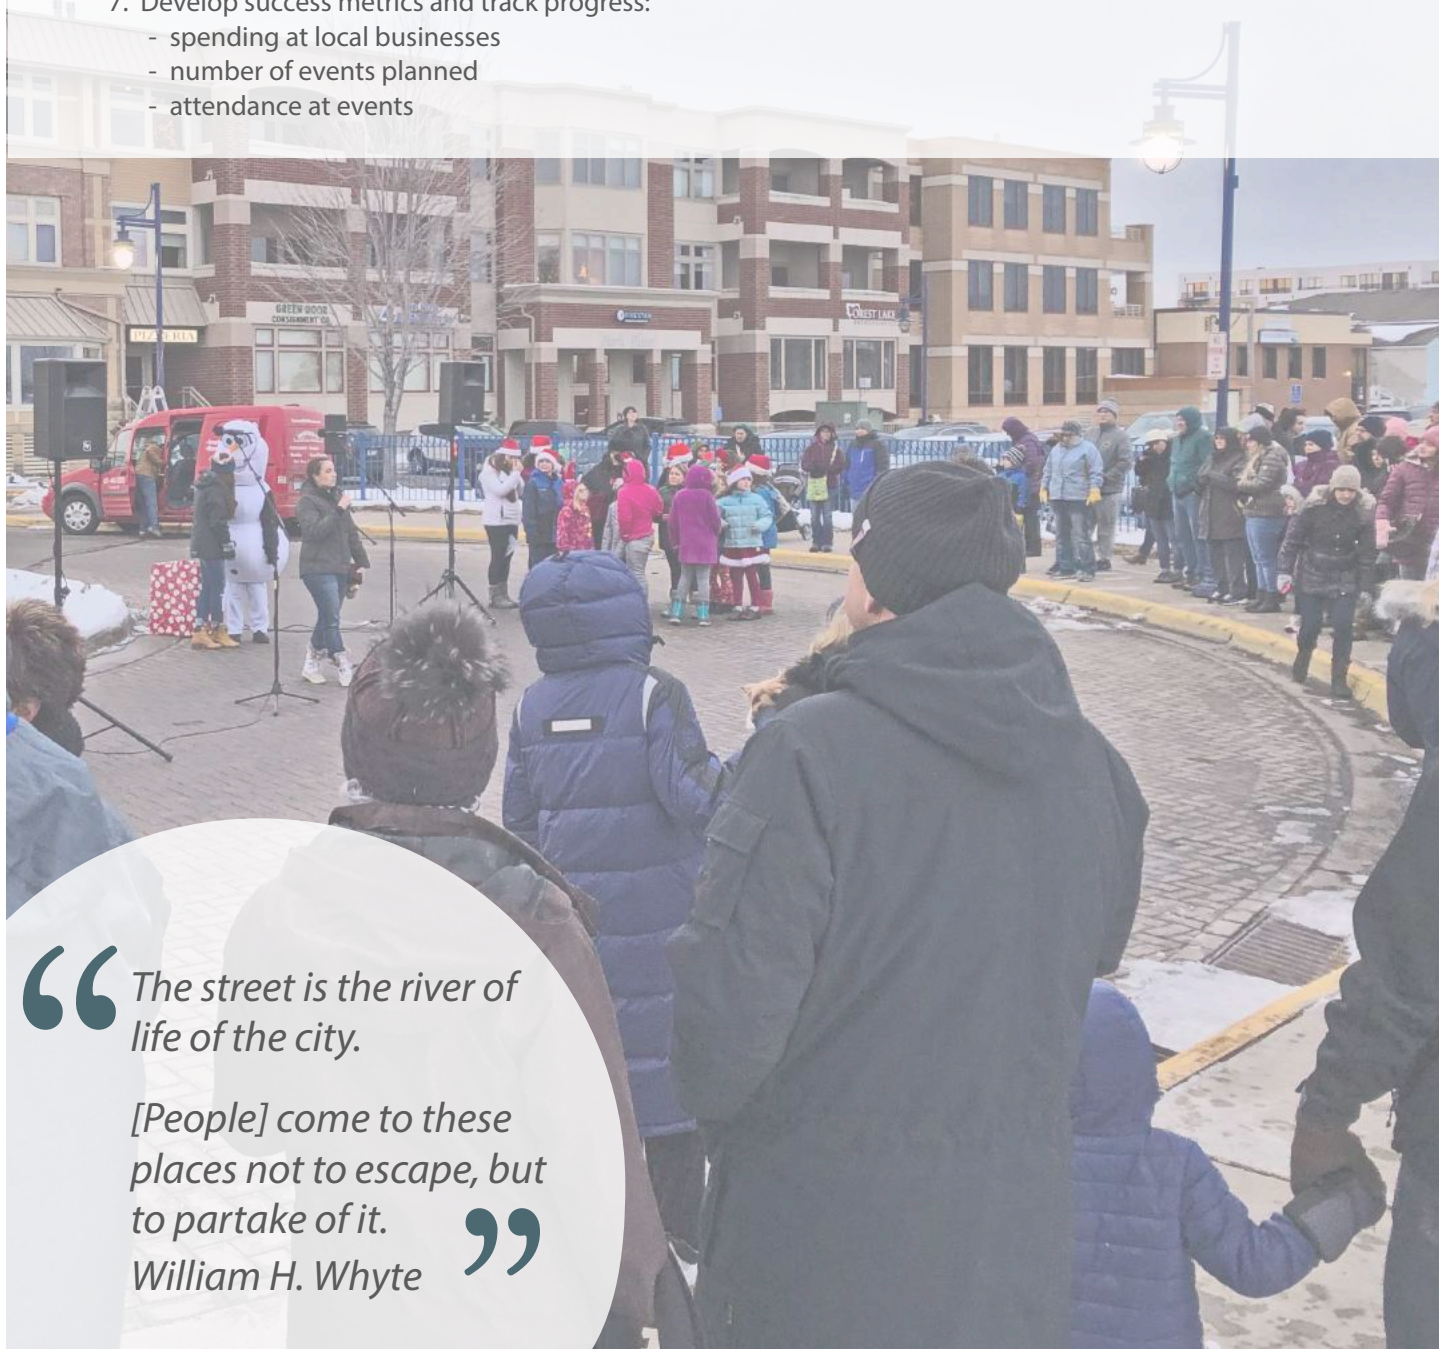 7. Develop success metrics and track progress:
- spending at local businesses
- number of events planned
- attendance at events
GREEN DOOR
CONSIGNMENT CO.
PIZZERIA
FOREST LAKE
“The street is the river of
life of the city.
[People] come to these
places not to escape, but
to partake of it.”
William H. Whyte